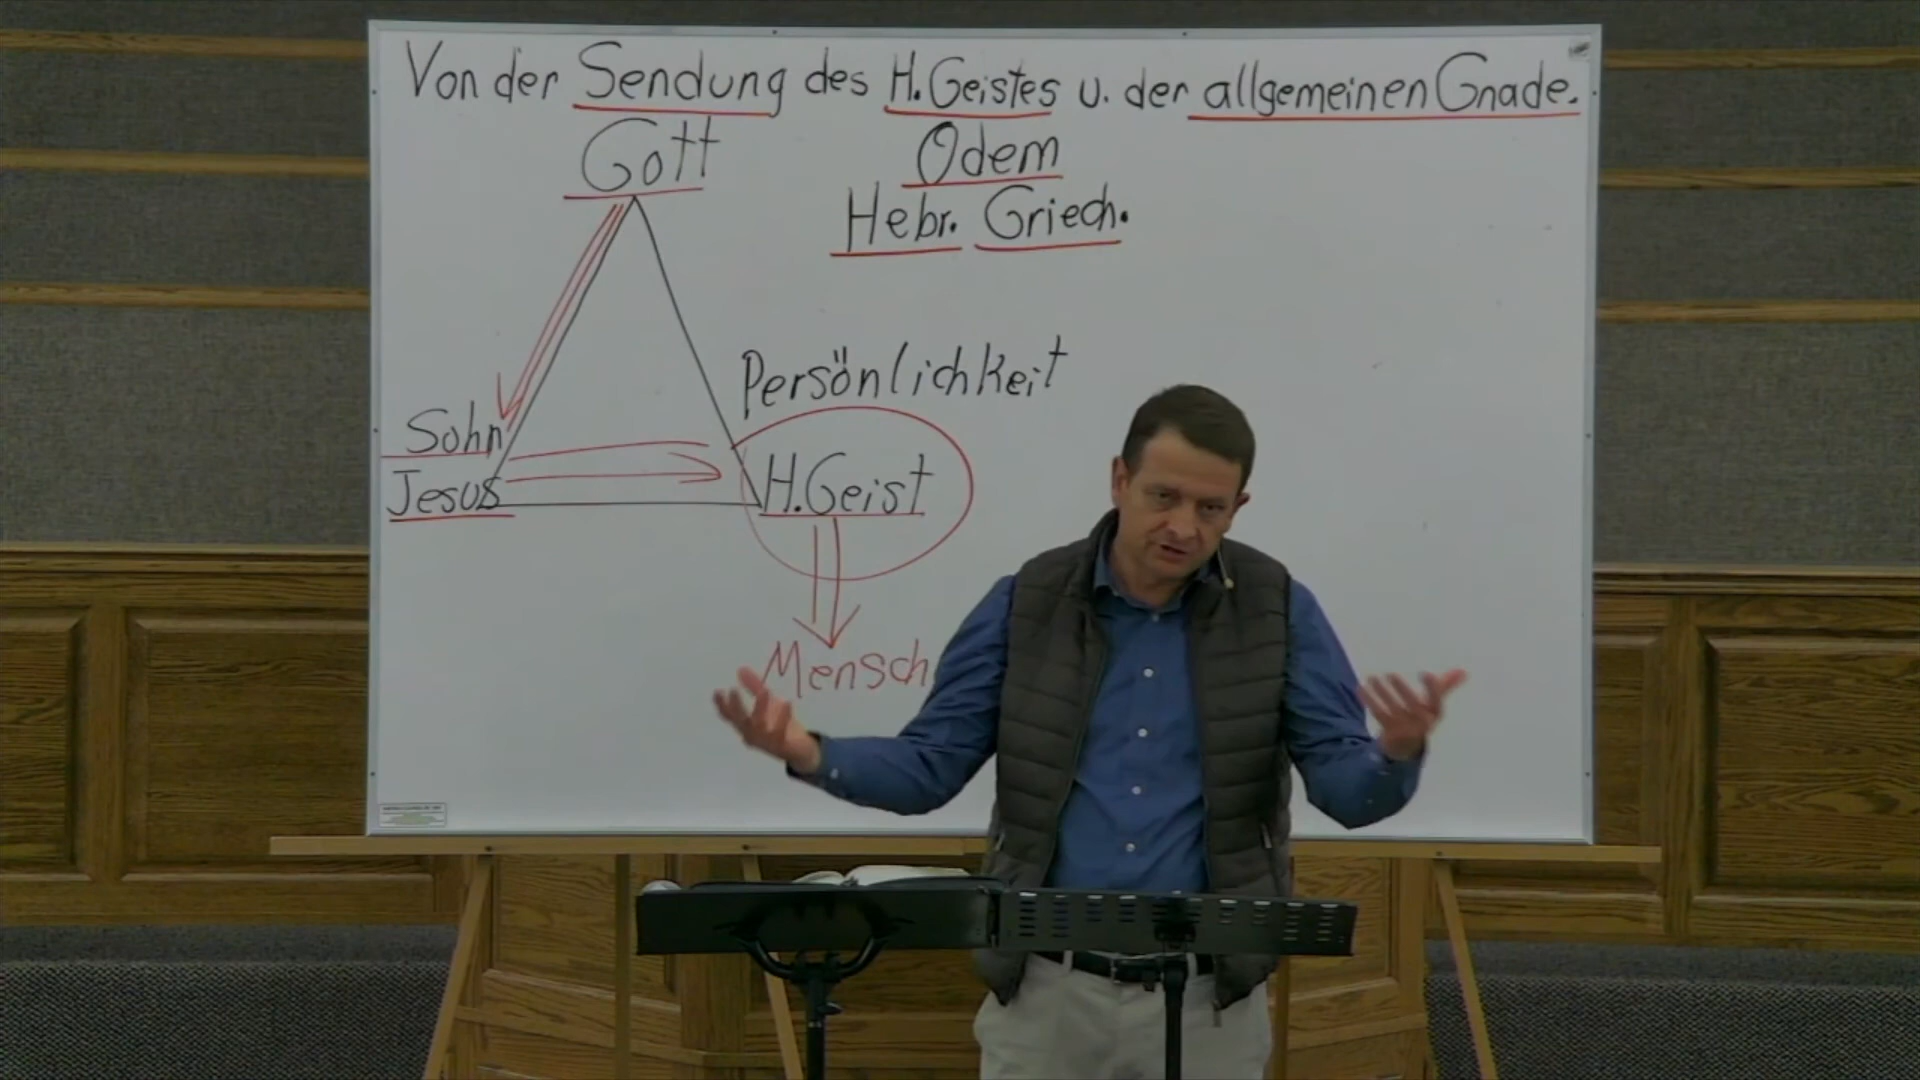 Von der Sendung des H. Geistes u. der allgemeinen Gnade.
Gott
Odem
Hebr. Griech.
Persönlichkeit
Sohn
Jesus
H. Geist
Mensch